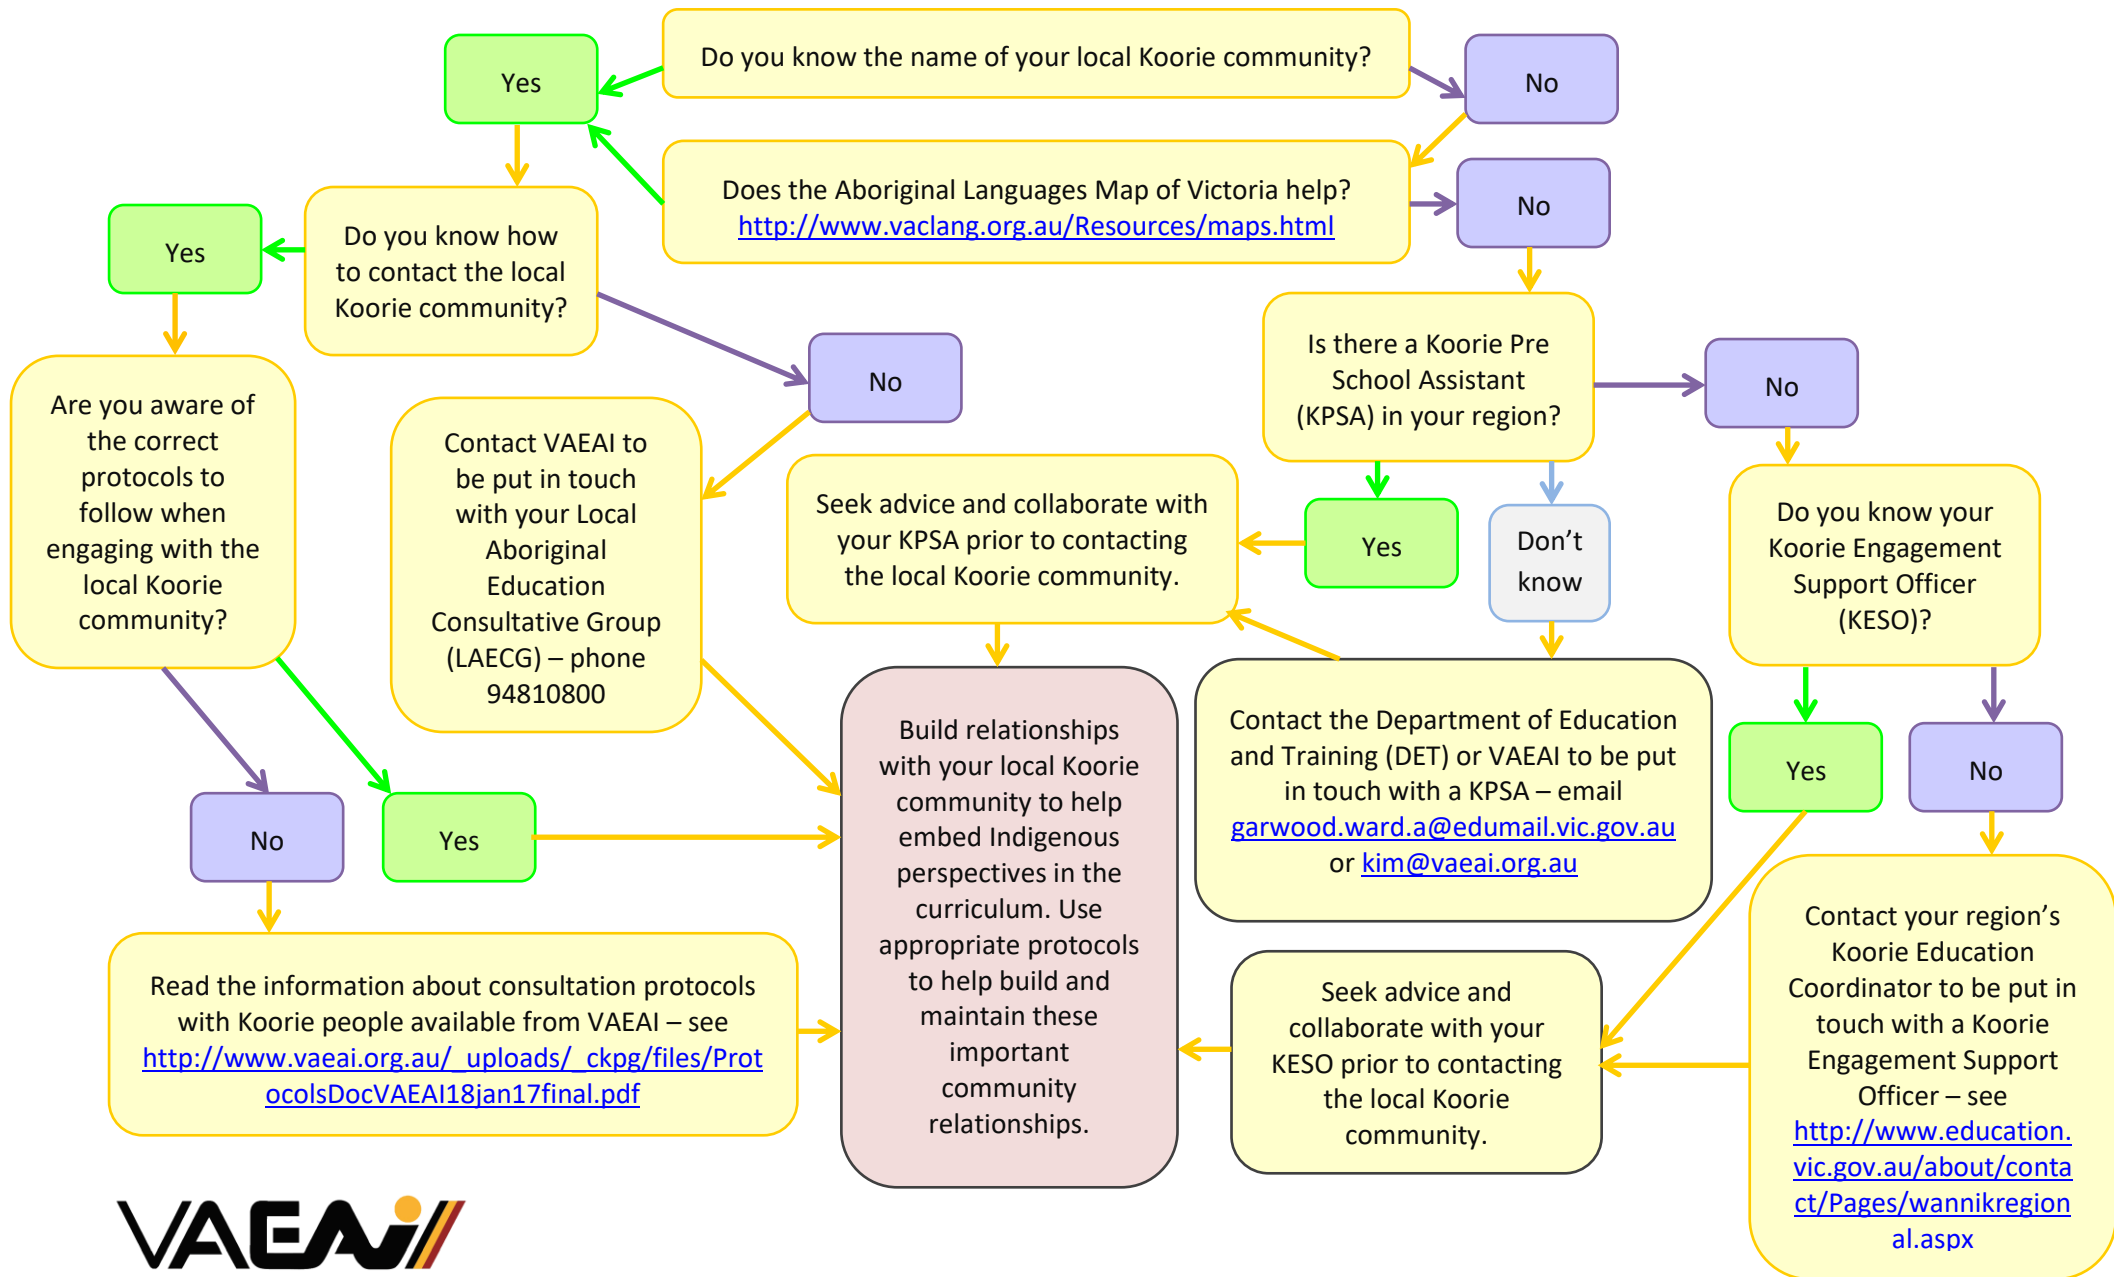 Do you know the name of your local Koorie community?
Yes
No
Does the Aboriginal Languages Map of Victoria help?
http://www.vaclang.org.au/Resources/maps.html
No
Yes
Do you know how
to contact the local
Koorie community?
No
Is there a Koorie Pre
School Assistant
(KPSA) in your region?
No
Are you aware of
the correct
protocols to
follow when
engaging with the
local Koorie
community?
Contact VAEAI to
be put in touch
with your Local
Aboriginal
Education
Consultative Group
(LAECG) – phone
94810800
Seek advice and collaborate with
your KPSA prior to contacting
the local Koorie community.
Yes
Don’t
know
Do you know your
Koorie Engagement
Support Officer
(KESO)?
No
Yes
Build relationships
with your local Koorie
community to help
embed Indigenous
perspectives in the
curriculum. Use
appropriate protocols
to help build and
maintain these
important
community
relationships.
Contact the Department of Education
and Training (DET) or VAEAI to be put
in touch with a KPSA – email
garwood.ward.a@edumail.vic.gov.au
or kim@vaeai.org.au
Yes
No
Read the information about consultation protocols
with Koorie people available from VAEAI – see
http://www.vaeai.org.au/_uploads/_ckpg/files/Prot
ocolsDocVAEAI18jan17final.pdf
Seek advice and
collaborate with your
KESO prior to contacting
the local Koorie
community.
Contact your region’s
Koorie Education
Coordinator to be put in
touch with a Koorie
Engagement Support
Officer – see
http://www.education.
vic.gov.au/about/conta
ct/Pages/wannikregion
al.aspx
VAEAI